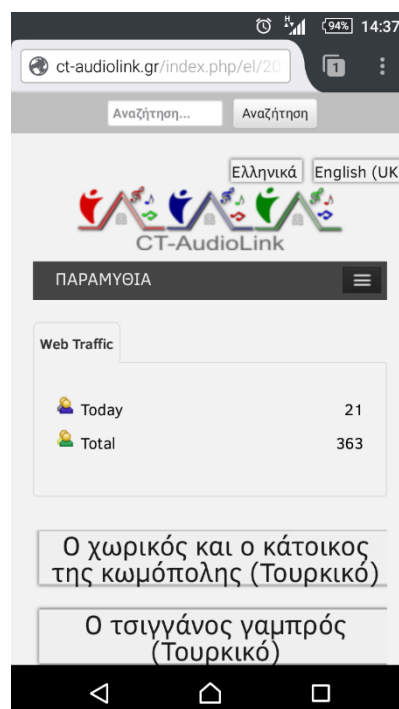 H 94% 14:37
ct-audiolink.gr/index.php/el/20
1
Αναζήτηση... Αναζήτηση
Ελληνικά English (UK
CT-AudioLink
ΠΑΡΑΜΥΘΙΑ
Web Traffic
Today 21
Total 363
Ο χωρικός και ο κάτοικος
της κωμόπολης (Τουρκικό)
Ο τσιγγάνος γαμπρός
(Τουρκικό)